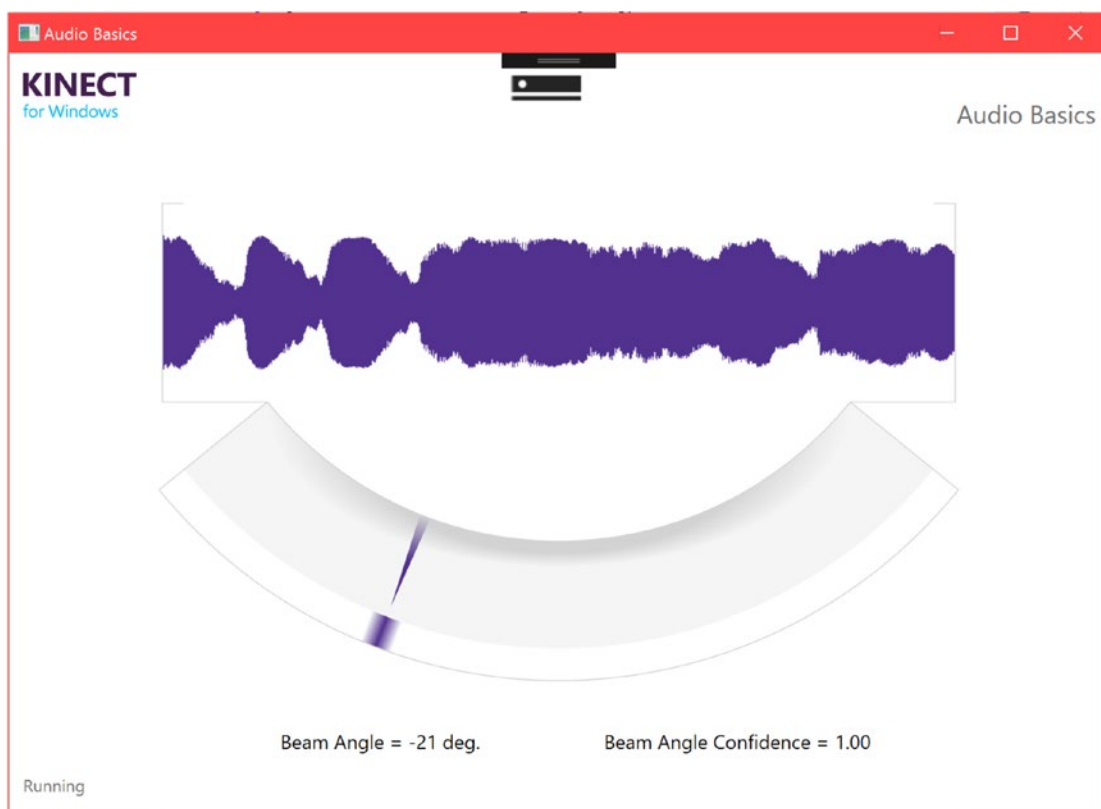 Audio Basics
KINECT
for Windows
Audio Basics
Beam Angle = -21 deg.
Beam Angle Confidence = 1.00
Running